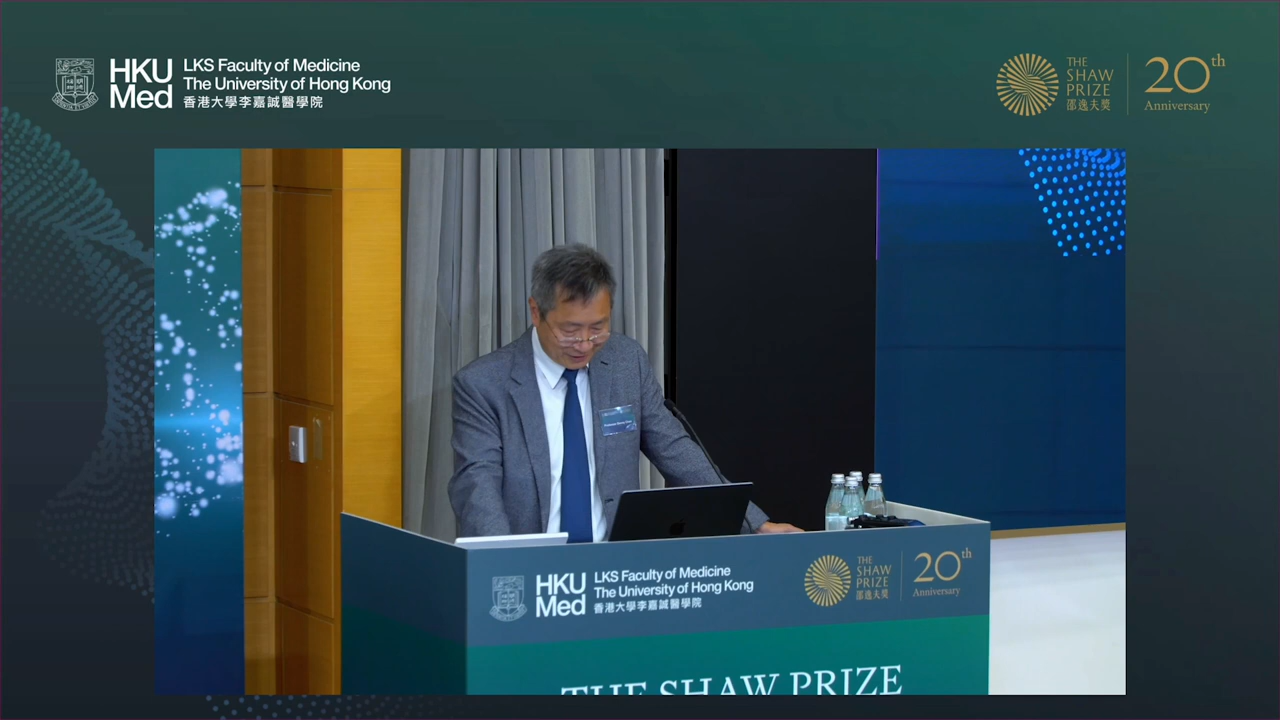 HKU
Med
LKS Faculty of Medicine
The University of Hong Kong
香港大學李嘉誠醫學院
THE
SHAW
PRIZE
邵逸夫獎
20th
Anniversary
HKU
Med
LKS Faculty of Medicine
The University of Hong Kong
香港大學李嘉誠醫學院
THE
SHAW
PRIZE
邵逸夫獎
20th
Anniversary
THE SHAW PRIZE